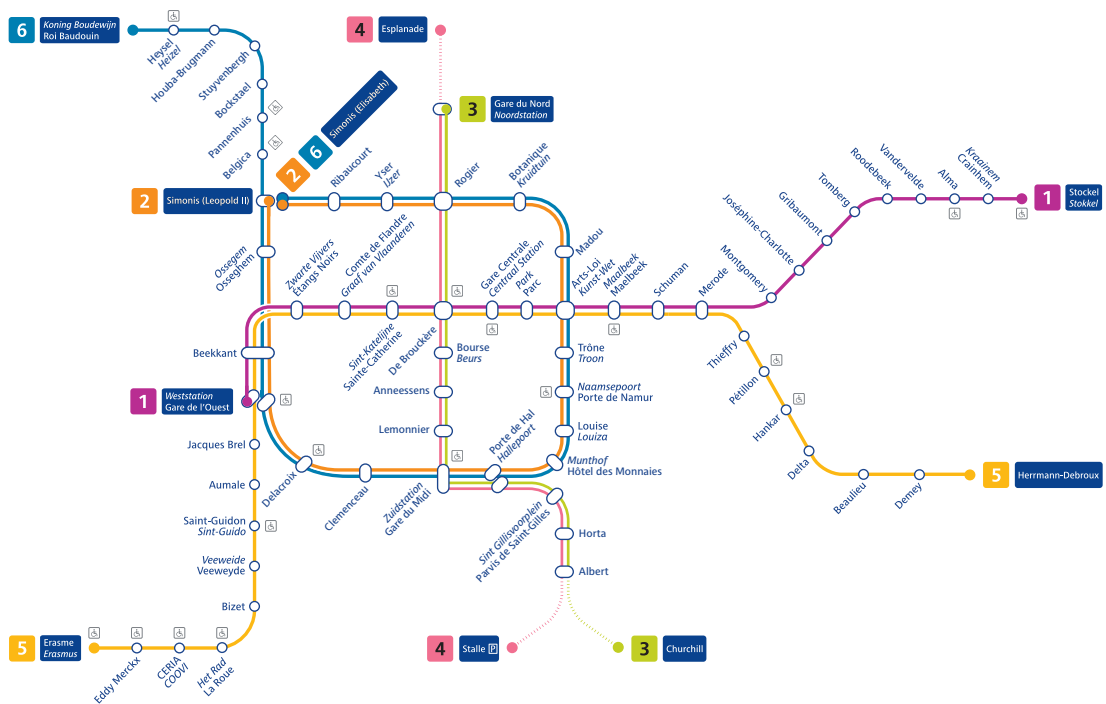 6
Koning Boudewijn
Roi Baudouin
Heysel
Heizel
Houba-Brugmann
Stuyvenbergh
Bockstael
Pannenhuis
Belgica
4
Esplanade
3
Gare du Nord
Noordstation
2
6
Simonis (Elisabeth)
2
Simonis (Leopold II)
Ribaucourt
Yser
IJzer
Rogier
Botanique
Kruidtuin
Madou
Ossegem
Osseghem
Zwarte Vijvers
Étangs Noirs
Comte de Flandre
Graaf van Vlaanderen
Sint-Katelijne
Sainte-Catherine
De Brouckère
Gare Centrale
Centraal Station
Park
Parc
Arts-Loi
Kunst-Wet
Maalbeek
Maelbeek
Schuman
Merode
Montgomery
Joséphine-Charlotte
Gribaumont
Tomberg
Roodebeek
Vandervelde
Alma
Kraainem
Crainhem
1
Stockel
Stokkel
Beekkant
1
Weststation
Gare de l'Ouest
Bourse
Beurs
Anneessens
Lemonnier
Trône
Troon
Naamsepoort
Porte de Namur
Louise
Louiza
Munthof
Hôtel des Monnaies
Porte de Hal
Hallepoort
Zuidstation
Gare du Midi
Clemenceau
Delacroix
Jacques Brel
Aumale
Saint-Guidon
Sint-Guido
Veeweide
Veeweyde
Bizet
Sint Gillisvoorplein
Parvis de Saint-Gilles
Horta
Albert
Thieffry
Pétillon
Hankar
Delta
Beaulieu
Demey
5
Herrmann-Debroux
5
Erasme
Erasmus
Eddy Merckx
CERIA
COOVI
Het Rad
La Roue
4
Stalle P
3
Churchill